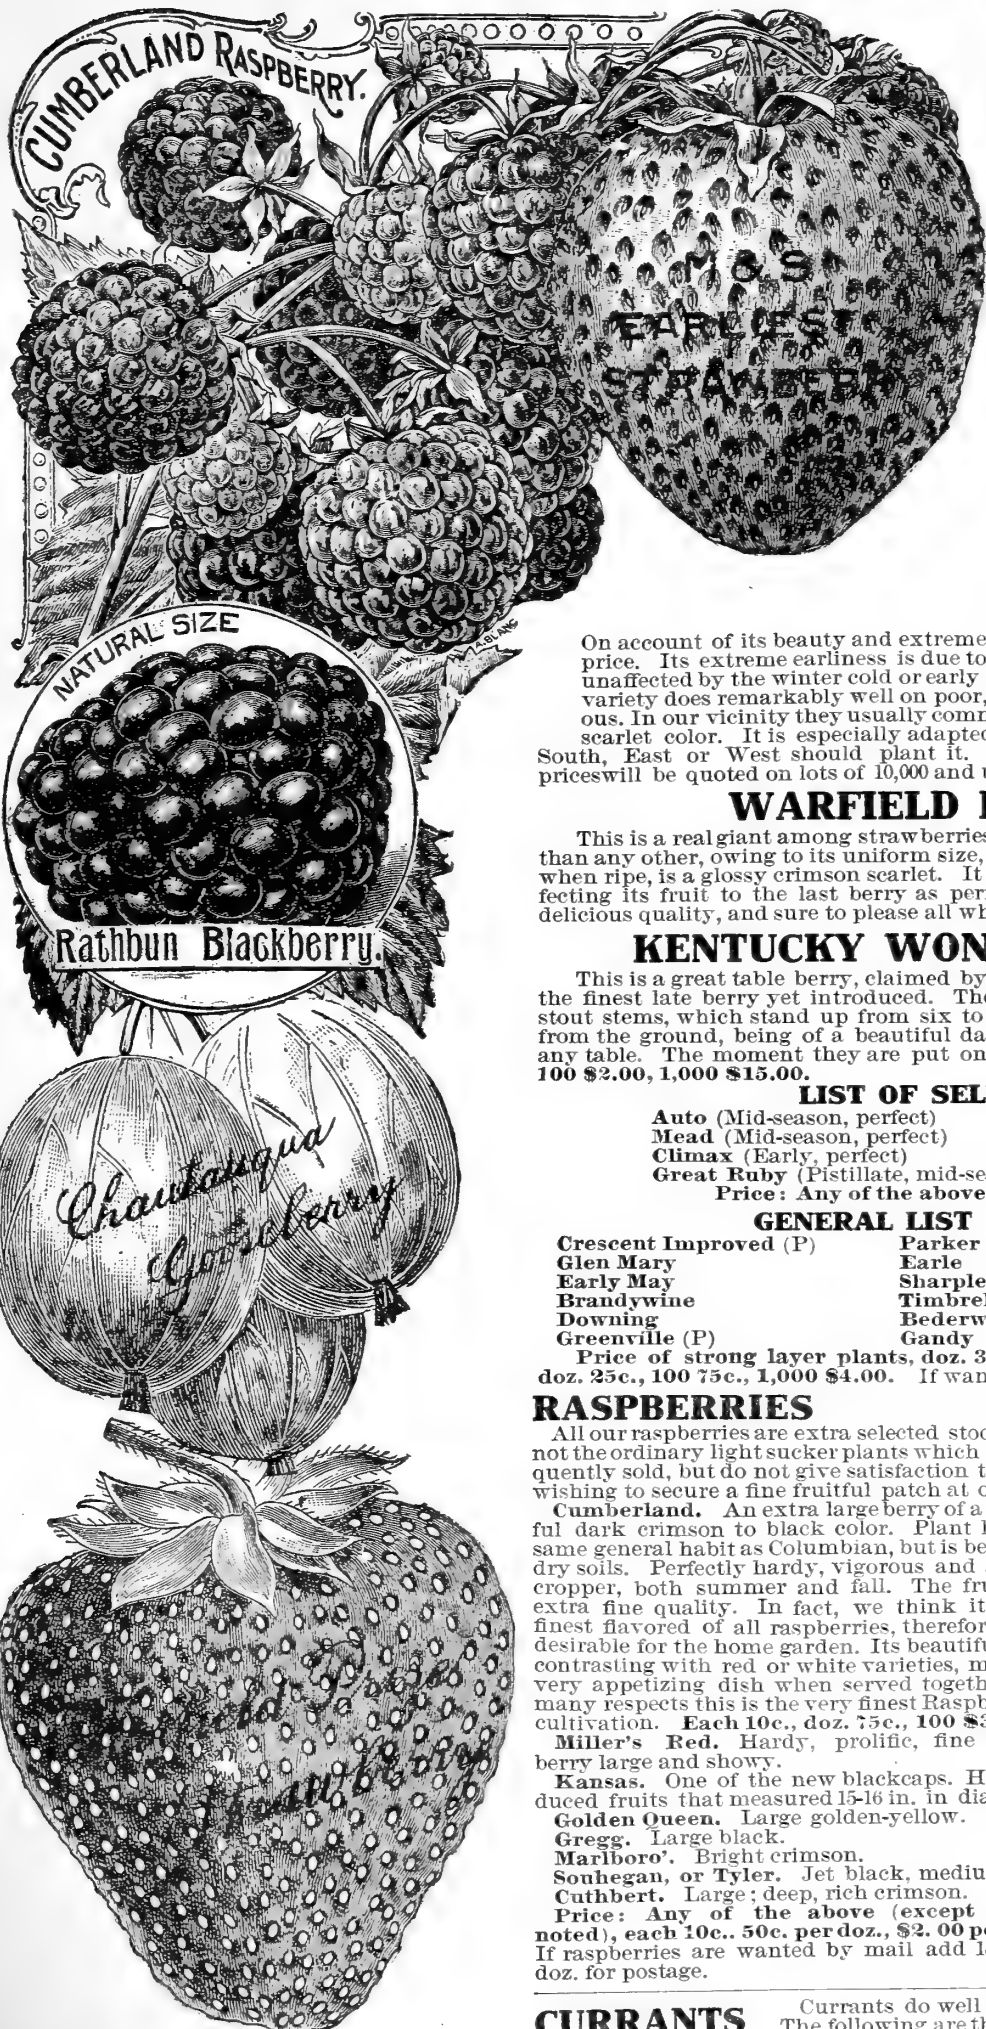 CUMBERLAND RASPBERRY.
M & S
EARLIEST
STRAWBERRY
A. BLANC
NATURAL SIZE
Rathbun Blackberry.
Chautauqua
Gooseberry
On account of its beauty and extreme
price. Its extreme earliness is due to
unaffected by the winter cold or early
variety does remarkably well on poor,
ous. In our vicinity they usually comm
scarlet color. It is especially adapted
South, East or West should plant it.
priceswill be quoted on lots of 10,000 and u
WARFIELD
This is a real giant among strawberries
than any other, owing to its uniform size,
when ripe, is a glossy crimson scarlet. It
fecting its fruit to the last berry as per
delicious quality, and sure to please all wh
KENTUCKY WON
This is a great table berry, claimed by
the finest late berry yet introduced. The
stout stems, which stand up from six to
from the ground, being of a beautiful da
any table. The moment they are put on
100 $2.00, 1,000 $15.00.
LIST OF SEL
Auto (Mid-season, perfect)
Mead (Mid-season, perfect)
Climax (Early, perfect)
Great Ruby (Pistillate, mid-se
Price: Any of the above
GENERAL LIST
Crescent Improved (P) Parker
Glen Mary Earle
Early May Sharple
Brandywine Timbrel
Downing Bederw
Greenville (P) Gandy
Price of strong layer plants, doz. 3
doz. 25c., 100 75c., 1,000 $4.00. If wan
RASPBERRIES
All our raspberries are extra selected stoc
not the ordinary light sucker plants which
quently sold, but do not give satisfaction t
wishing to secure a fine fruitful patch at o
Cumberland. An extra large berry of a
ful dark crimson to black color. Plant
same general habit as Columbian, but is be
dry soils. Perfectly hardy, vigorous and
cropper, both summer and fall. The fru
extra fine quality. In fact, we think it
finest flavored of all raspberries, therefor
desirable for the home garden. Its beautifu
contrasting with red or white varieties, m
very appetizing dish when served togeth
many respects this is the very finest Raspb
cultivation. Each 10c., doz. 75c., 100 $3
Miller's Red. Hardy, prolific, fine
berry large and showy.
Kansas. One of the new blackcaps. H
duced fruits that measured 15-16 in. in dia
Golden Queen. Large golden-yellow.
Gregg. Large black.
Marlboro'. Bright crimson.
Souhegan, or Tyler. Jet black, mediu
Cuthbert. Large; deep, rich crimson.
Price: Any of the above (except
noted), each 10c.. 50c. per doz., $2. 00 pe
If raspberries are wanted by mail add 1
doz. for postage.
CURRANTS Currants do well
The following are th